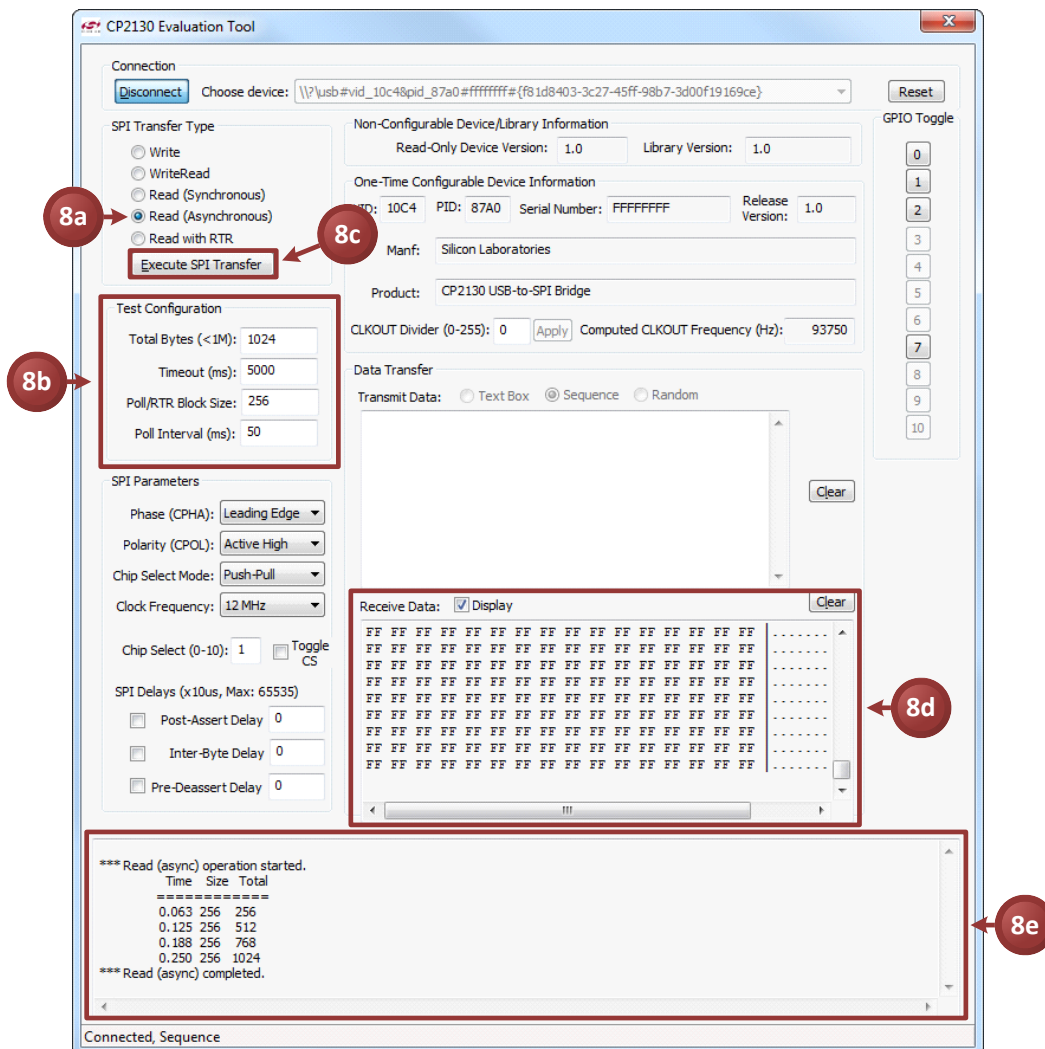 CP2130 Evaluation Tool
Connection
Disconnect Choose device: \\?\usb#vid_10c4&pid_87a0#ffffffff#{f81d8403-3c27-45ff-98b7-3d00f19169ce} Reset
SPI Transfer Type
Write
WriteRead
Read (Synchronous)
8a
Read (Asynchronous)
Read with RTR
8c
Execute SPI Transfer
Non-Configurable Device/Library Information
Read-Only Device Version: 1.0 Library Version: 1.0
One-Time Configurable Device Information
10C4 PID: 87A0 Serial Number: FFFFFFFF Release Version: 1.0
Manf: Silicon Laboratories
Product: CP2130 USB-to-SPI Bridge
CLKOUT Divider (0-255): 0 Apply Computed CLKOUT Frequency (Hz): 93750
GPIO Toggle
0
1
2
3
4
5
6
7
8
9
10
8b
Test Configuration
Total Bytes (<1M): 1024
Timeout (ms): 5000
Poll/RTR Block Size: 256
Poll Interval (ms): 50
Data Transfer
Transmit Data: Text Box Sequence Random
Clear
SPI Parameters
Phase (CPHA): Leading Edge
Polarity (CPOL): Active High
Chip Select Mode: Push-Pull
Clock Frequency: 12 MHz
Chip Select (0-10): 1 Toggle CS
SPI Delays (x10us, Max: 65535)
Post-Assert Delay 0
Inter-Byte Delay 0
Pre-Deassert Delay 0
Receive Data: Display Clear
FF FF FF FF FF FF FF FF FF FF FF FF FF FF FF FF .......
FF FF FF FF FF FF FF FF FF FF FF FF FF FF FF FF .......
FF FF FF FF FF FF FF FF FF FF FF FF FF FF FF FF .......
FF FF FF FF FF FF FF FF FF FF FF FF FF FF FF FF .......
FF FF FF FF FF FF FF FF FF FF FF FF FF FF FF FF .......
FF FF FF FF FF FF FF FF FF FF FF FF FF FF FF FF .......
FF FF FF FF FF FF FF FF FF FF FF FF FF FF FF FF .......
FF FF FF FF FF FF FF FF FF FF FF FF FF FF FF FF .......
FF FF FF FF FF FF FF FF FF FF FF FF FF FF FF FF .......
8d
*** Read (async) operation started.
Time Size Total
============
0.063 256 256
0.125 256 512
0.188 256 768
0.250 256 1024
*** Read (async) completed.
8e
Connected, Sequence